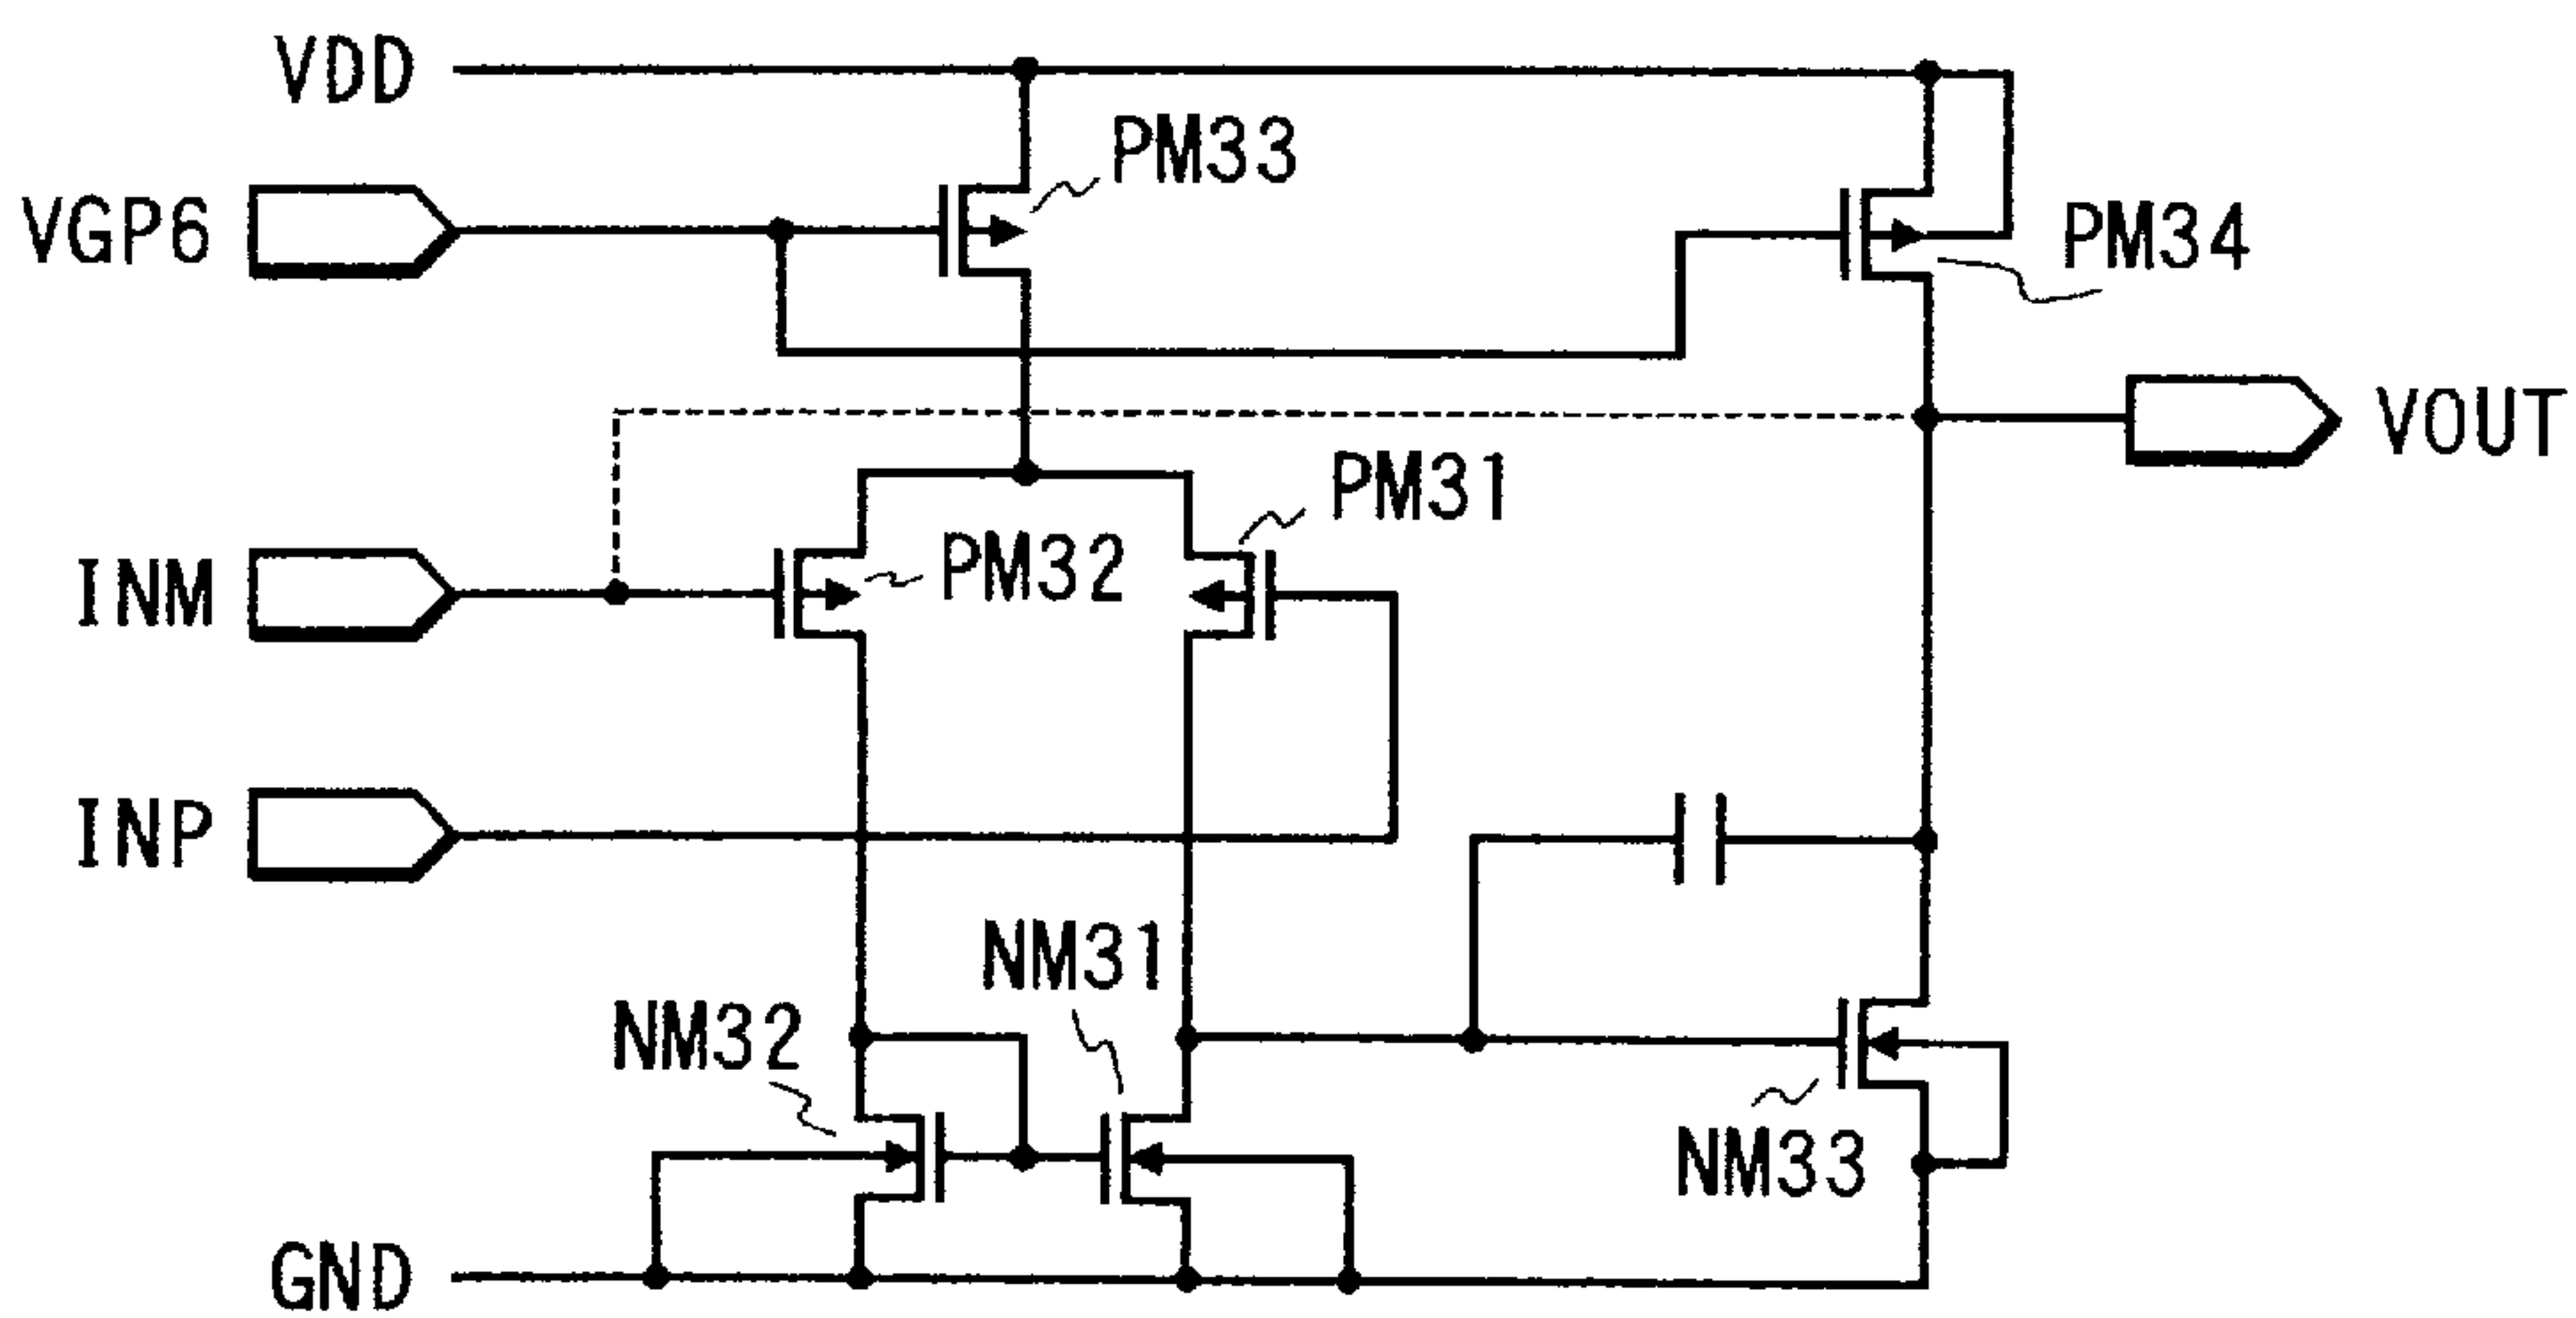 VDD
PM33
VGP6
PM34
VOUT
PM31
PM32
INM
INP
NM31
NM32
NM33
GND